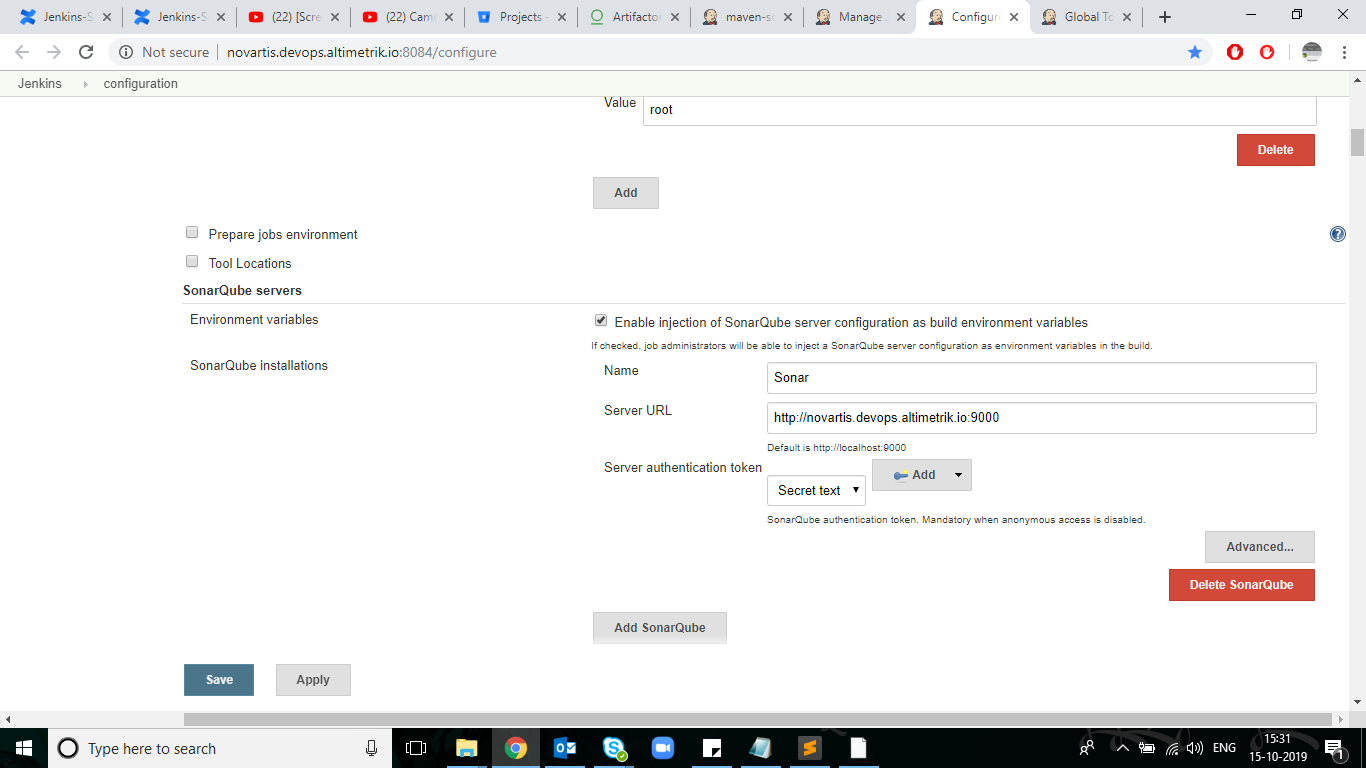 Jenkins-S
Jenkins-S
(22) [Scre
(22) Cam
Projects -
Artifactor
maven-so
Manage J
Configure
Global To
Not secure
novartis.devops.altimetrik.io:8084/configure
Jenkins
configuration
Value
root
Delete
Add
Prepare jobs environment
?
Tool Locations
SonarQube servers
Environment variables
Enable injection of SonarQube server configuration as build environment variables
If checked, job administrators will be able to inject a SonarQube server configuration as environment variables in the build.
SonarQube installations
Name
Sonar
Server URL
http://novartis.devops.altimetrik.io:9000
Default is http://localhost:9000
Server authentication token
Secret text
Add
SonarQube authentication token. Mandatory when anonymous access is disabled.
Advanced...
Delete SonarQube
Add SonarQube
Save
Apply
Type here to search
ENG
15:31
15-10-2019
1